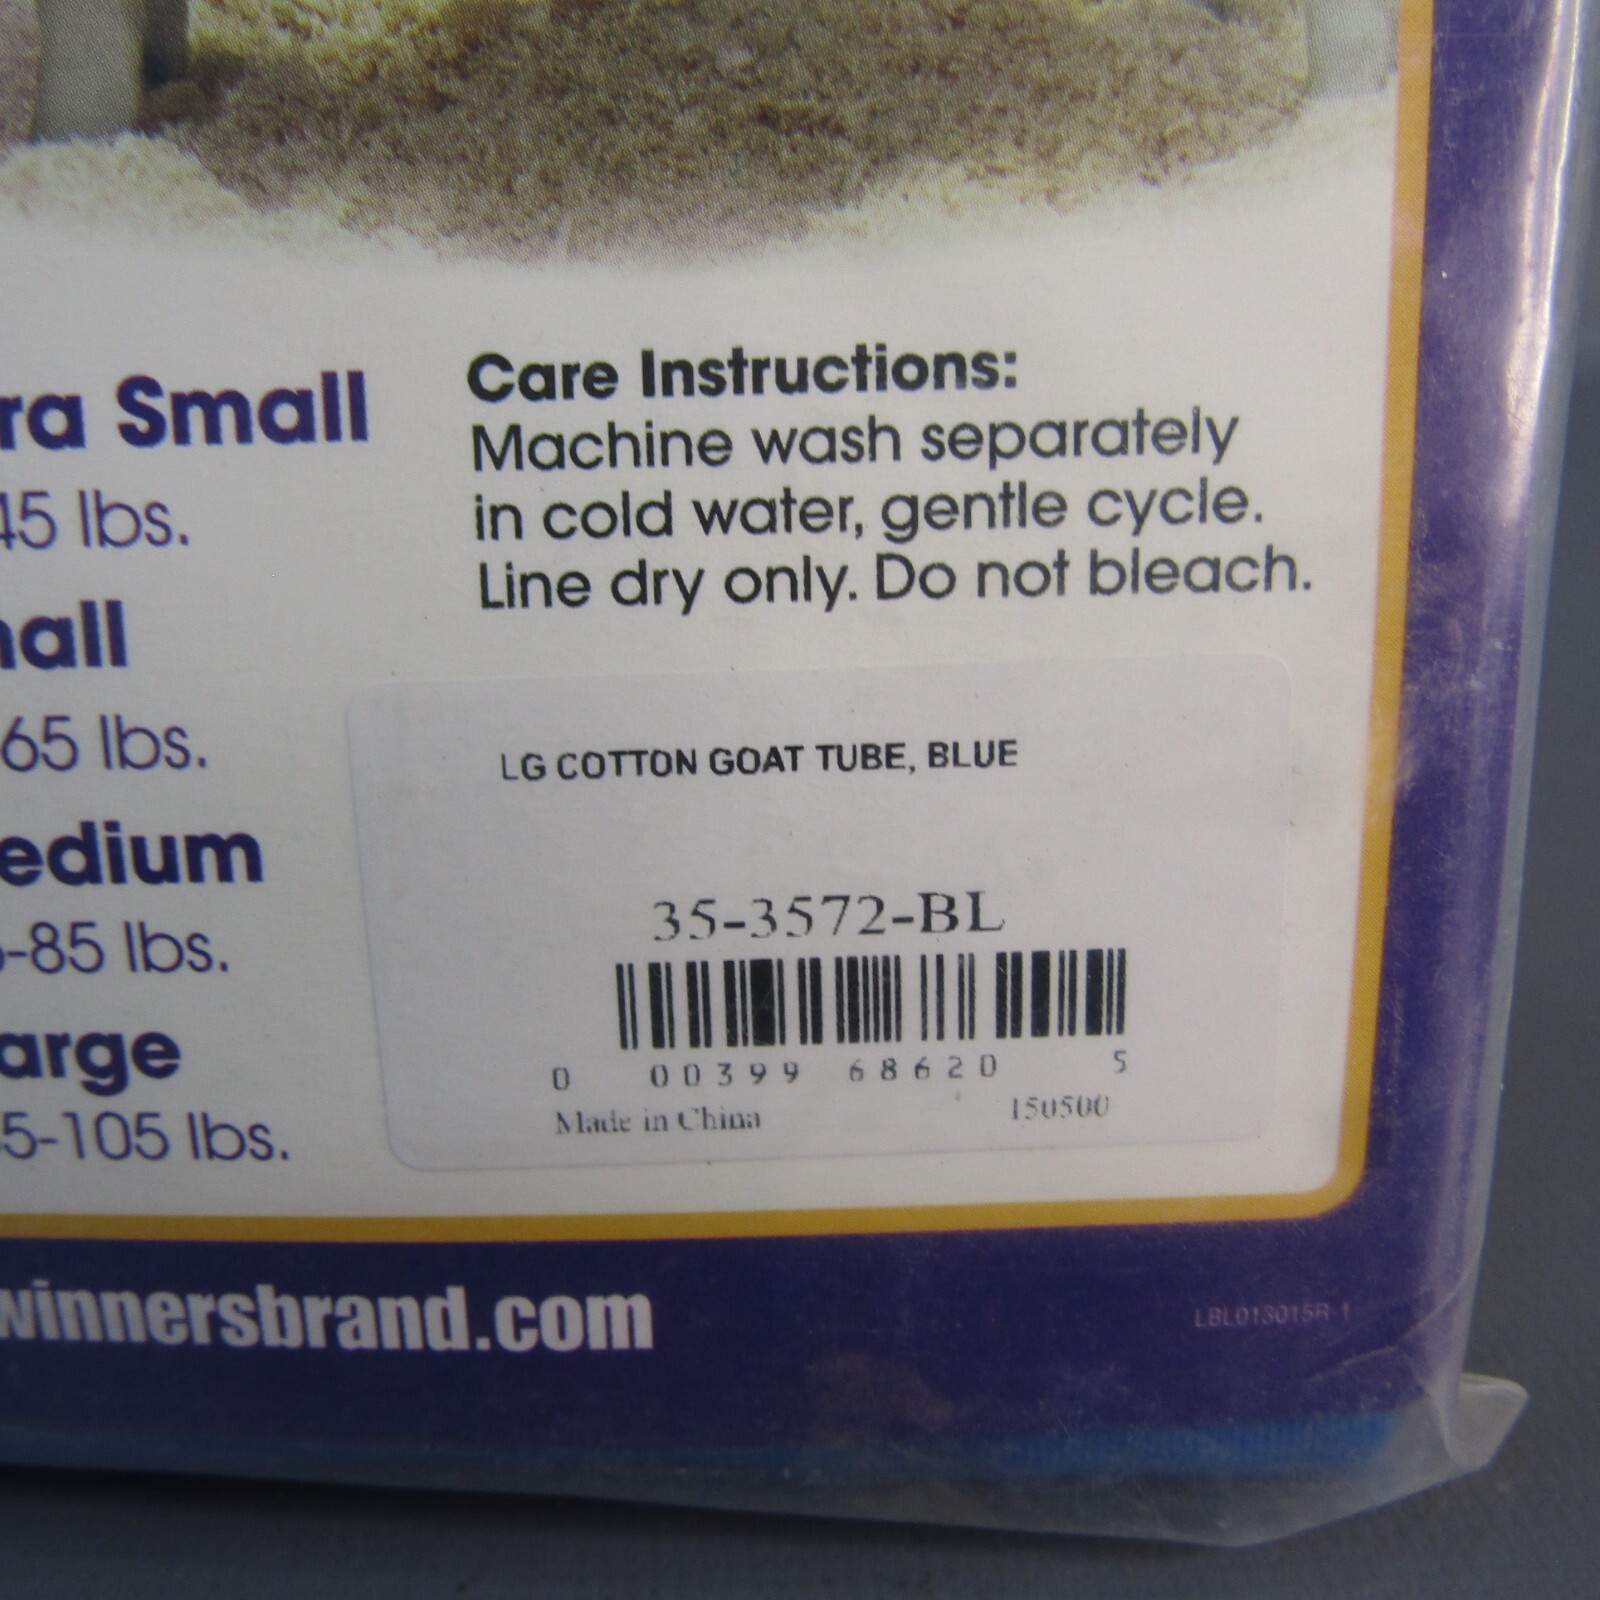 ra Small
45 lbs.
all
65 lbs.
edium
-85 lbs.
arge
5-105 lbs.
Care Instructions:
Machine wash separately
in cold water, gentle cycle.
Line dry only. Do not bleach.
LG COTTON GOAT TUBE, BLUE
35-3572-BL
0 00399 68620 5
Made in China 150500
winnersbrand.com
LBL013015R-1